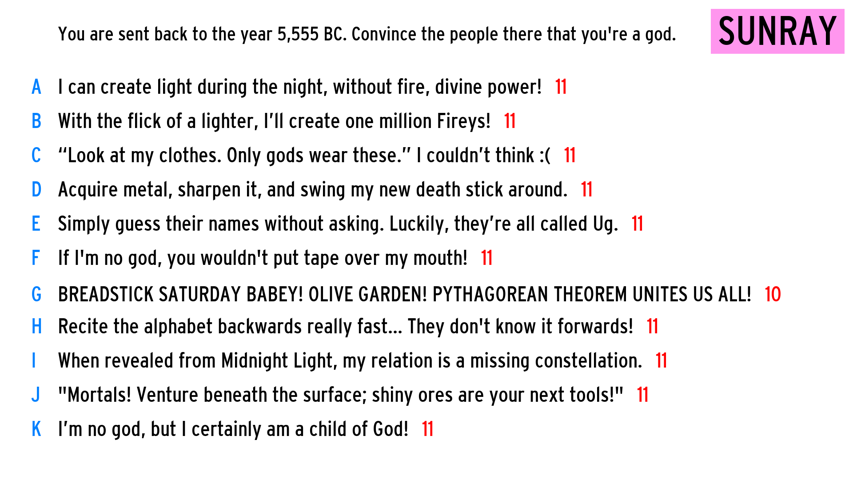 You are sent back to the year 5,555 BC. Convince the people there that you're a god.
SUNRAY
A I can create light during the night, without fire, divine power! 11
B With the flick of a lighter, I’ll create one million Fireys! 11
C “Look at my clothes. Only gods wear these.” I couldn’t think :( 11
D Acquire metal, sharpen it, and swing my new death stick around. 11
E Simply guess their names without asking. Luckily, they’re all called Ug. 11
F If I'm no god, you wouldn't put tape over my mouth! 11
G BREADSTICK SATURDAY BABEY! OLIVE GARDEN! PYTHAGOREAN THEOREM UNITES US ALL! 10
H Recite the alphabet backwards really fast... They don't know it forwards! 11
I When revealed from Midnight Light, my relation is a missing constellation. 11
J "Mortals! Venture beneath the surface; shiny ores are your next tools!" 11
K I’m no god, but I certainly am a child of God! 11